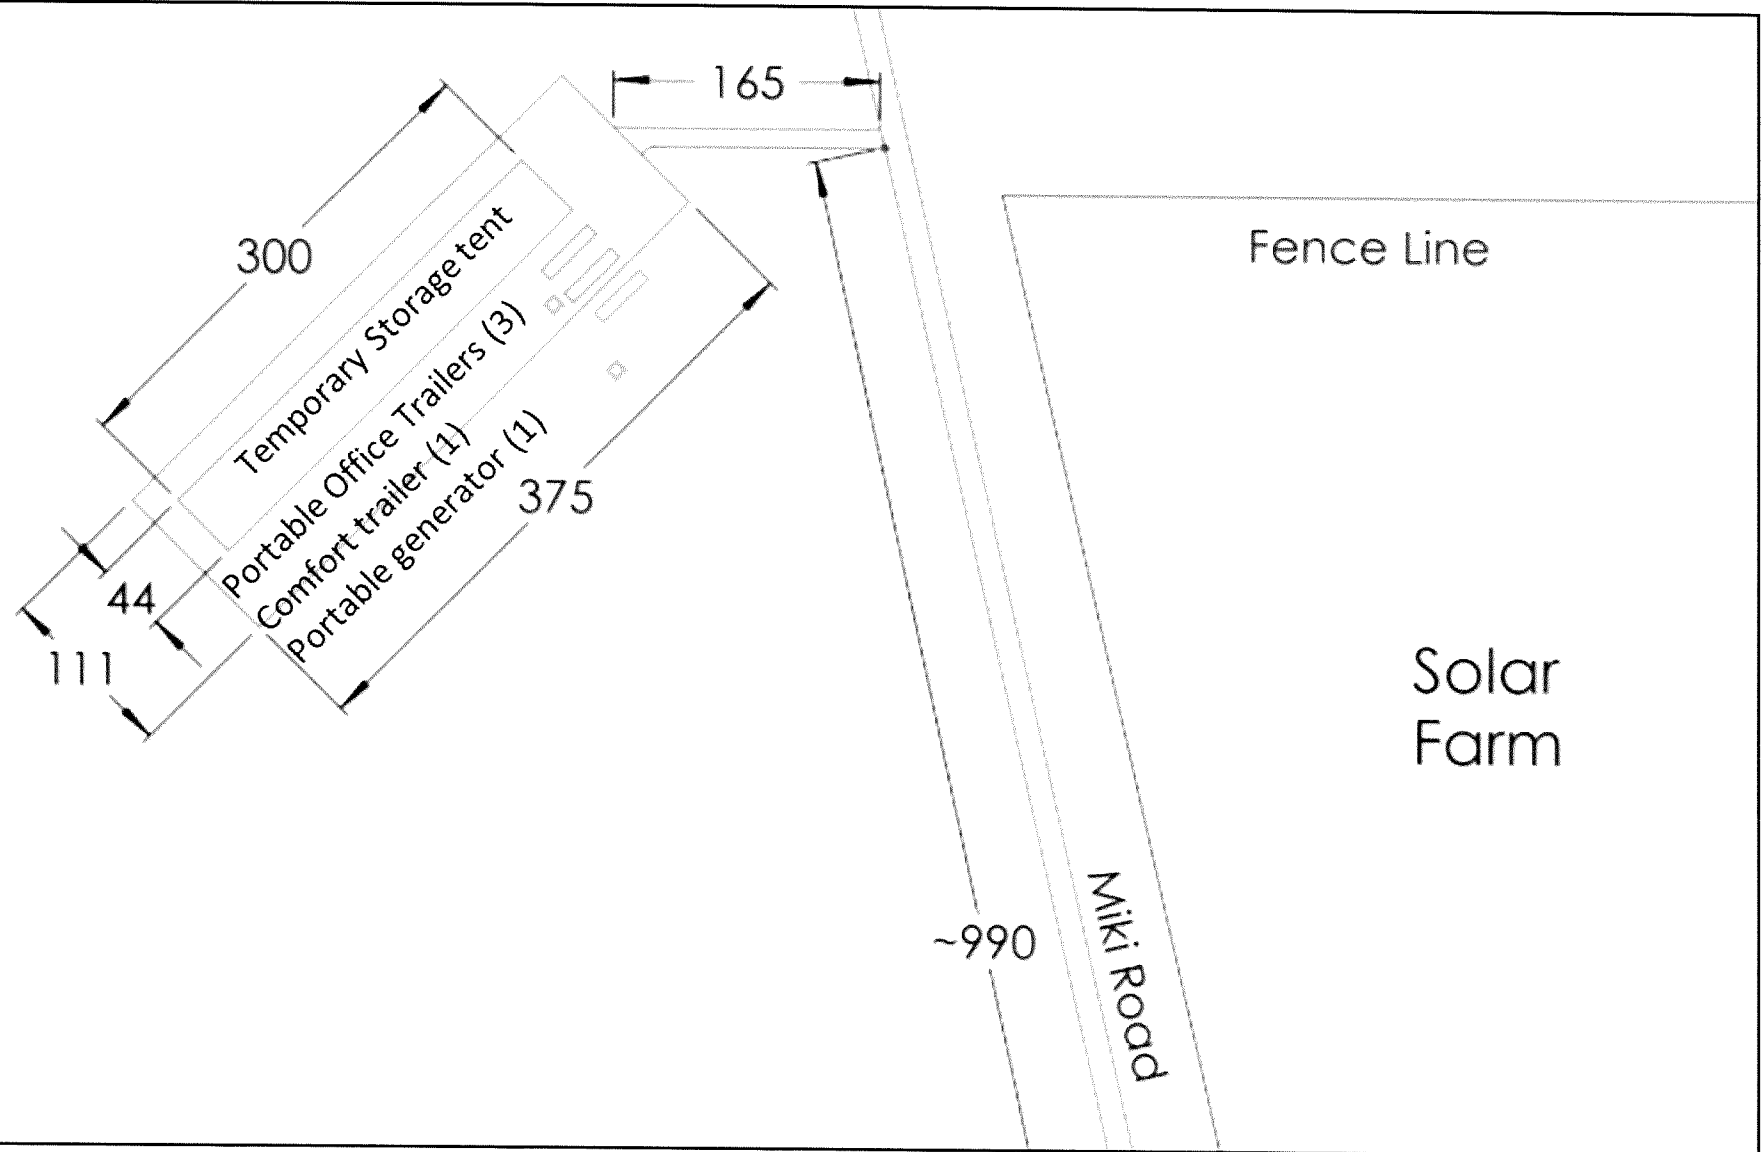 165
300
Fence Line
Temporary Storage tent
Portable Office Trailers (3)
Comfort trailer (1)
Portable generator (1)
375
44
111
Solar
Farm
~990
Miki Road